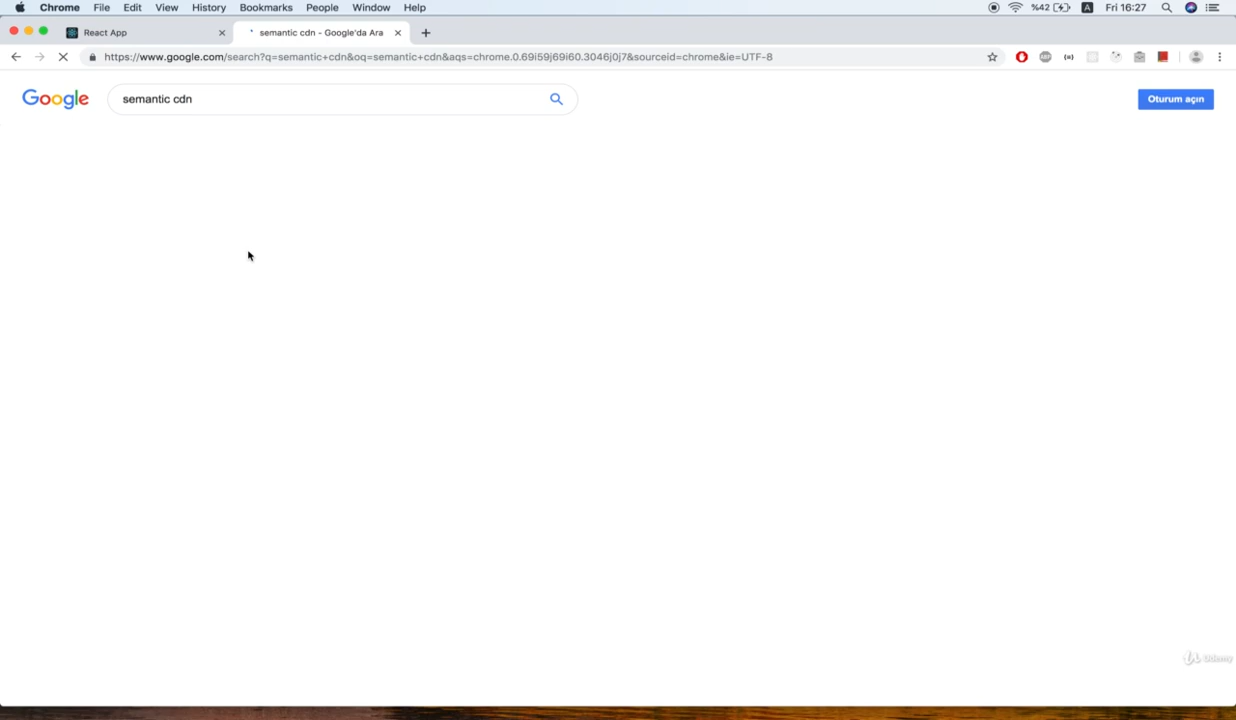 Chrome File Edit View History Bookmarks People Window Help %42 A Fri 16:27
React App semantic cdn - Google'da Ara
https://www.google.com/search?q=semantic+cdn&oq=semantic+cdn&aqs=chrome.0.69i59j69i60.3046j0j7&sourceid=chrome&ie=UTF-8
Google semantic cdn Oturum açın
Udemy